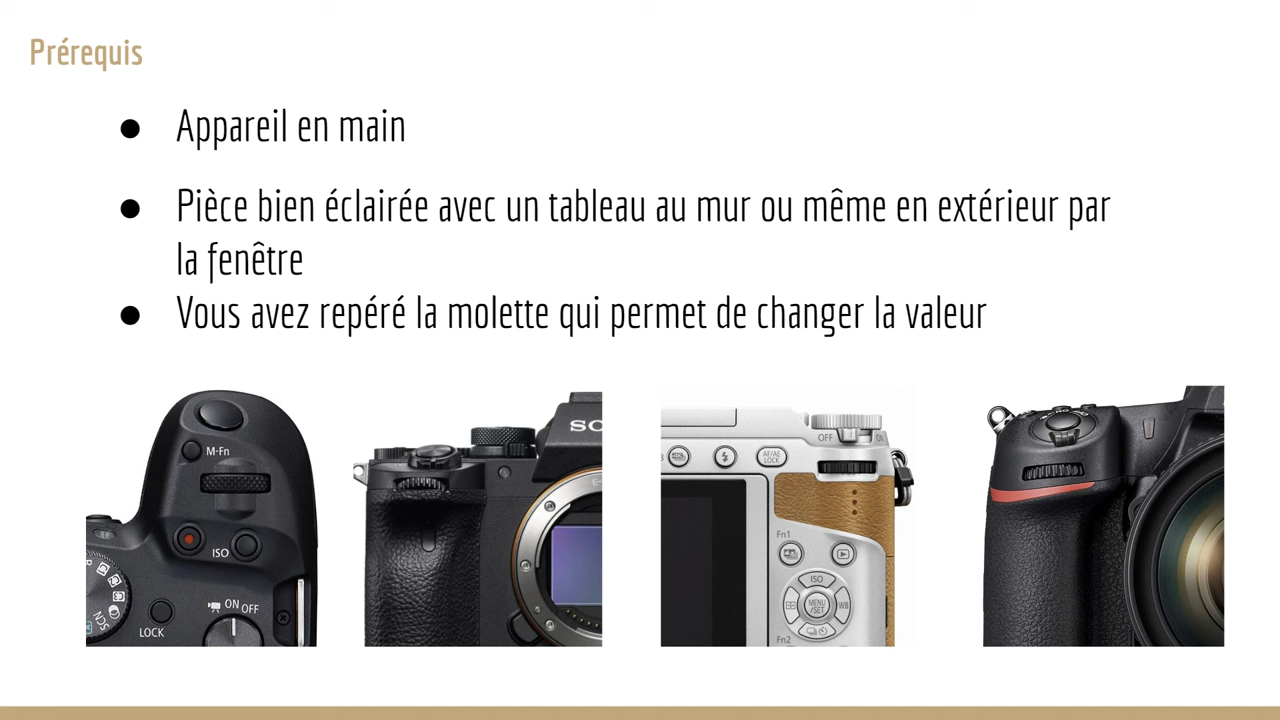 Prérequis
● Appareil en main
● Pièce bien éclairée avec un tableau au mur ou même en extérieur par
la fenêtre
● Vous avez repéré la molette qui permet de changer la valeur
M-Fn
ISO
ON OFF
LOCK
SCN
SO
E-
OFF
AF/AE
LOCK
Fn1
ISO
MENU
/SET
WB
Fn2